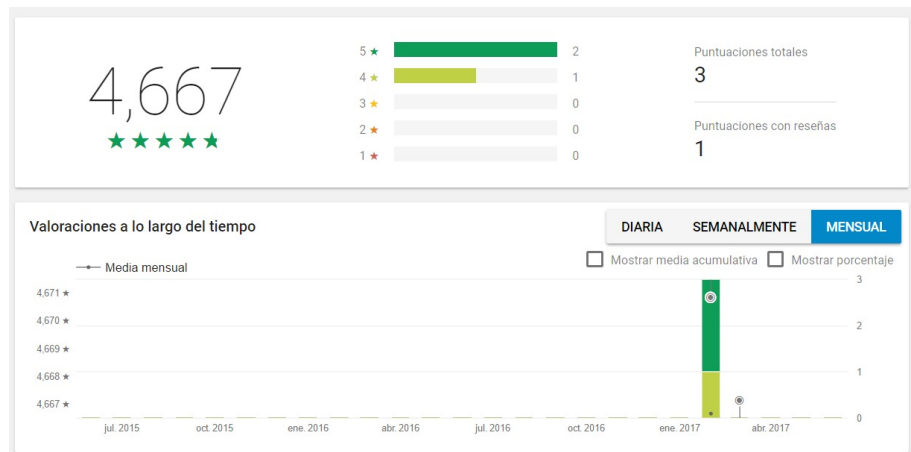 4,667
5 ★ 2
4 ★ 1
3 ★ 0
2 ★ 0
1 ★ 0
Puntuaciones totales
3
Puntuaciones con reseñas
1
Valoraciones a lo largo del tiempo
DIARIA SEMANALMENTE MENSUAL
Mostrar media acumulativa Mostrar porcentaje
Media mensual
4,671 ★
4,670 ★
4,669 ★
4,668 ★
4,667 ★
3
2
1
0
jul. 2015 oct. 2015 ene. 2016 abr. 2016 jul. 2016 oct. 2016 ene. 2017 abr. 2017